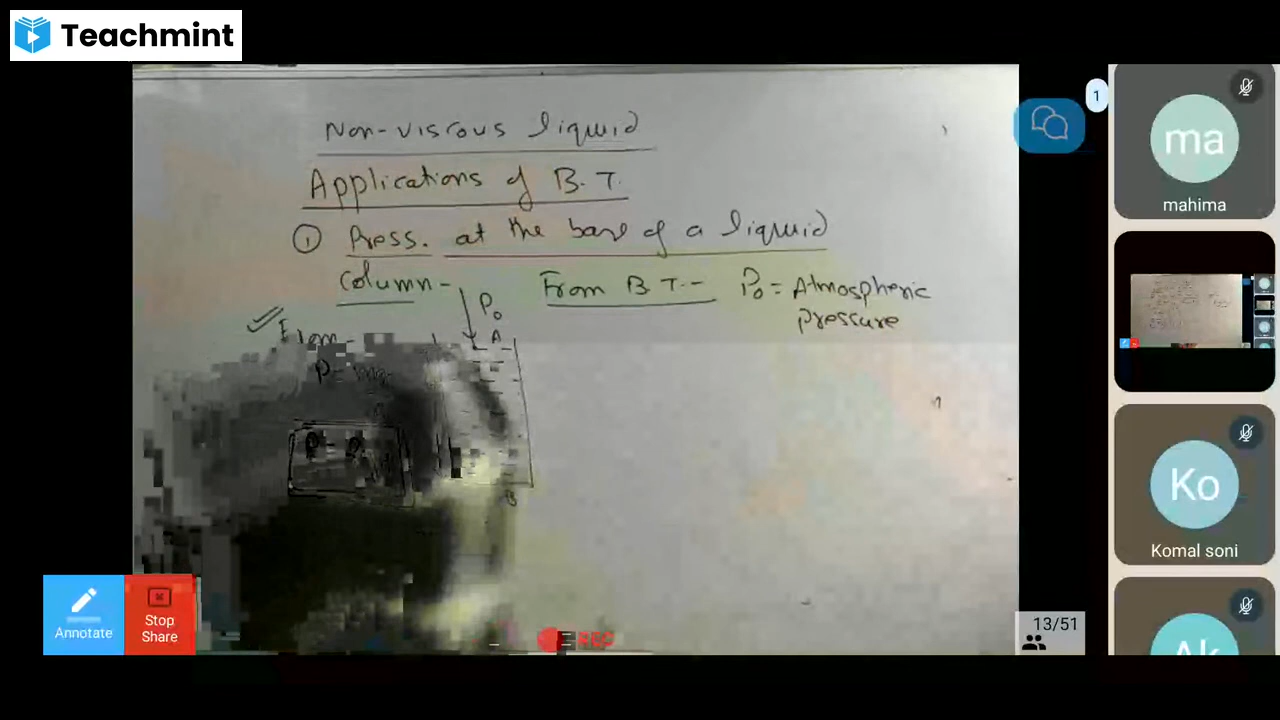 Teachmint
Non-viscous liquid
Applications of B.T.
① Press. at the base of a liquid
column-
From B.T.-
P₀ = Atmospheric
pressure
P₀
A
B
1
mahima
ma
Ko
Komal soni
Annotate
Stop
Share
REC
13/51